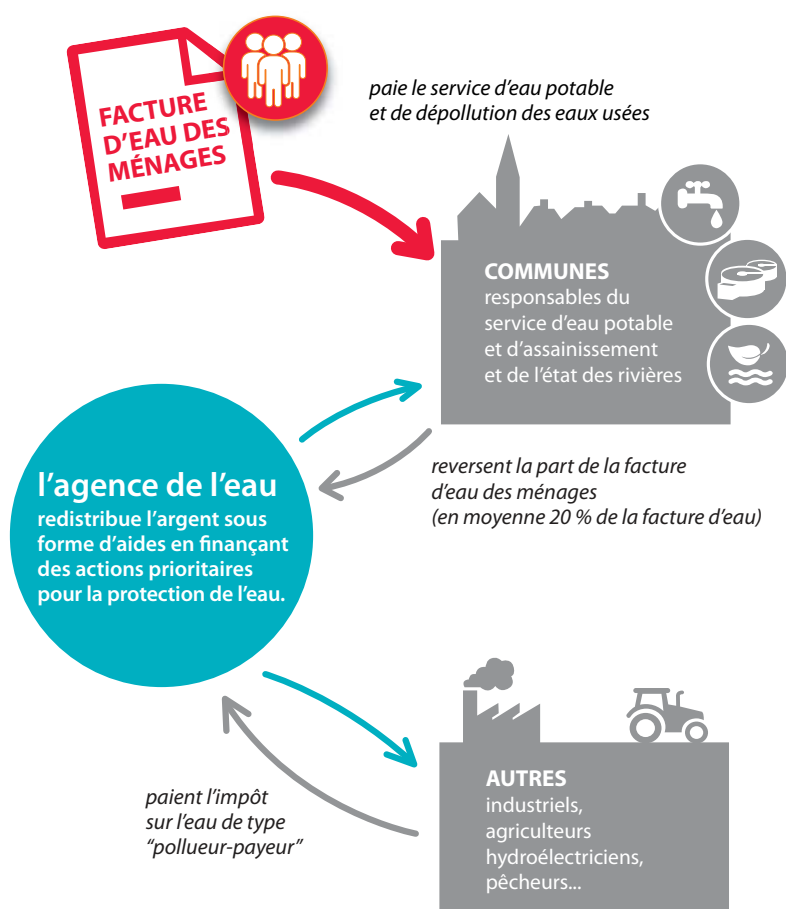 FACTURE
D'EAU DES
MÉNAGES
paie le service d'eau potable
et de dépollution des eaux usées
COMMUNES
responsables du
service d'eau potable
et d'assainissement
et de l'état des rivières
l'agence de l'eau
redistribue l'argent sous
forme d'aides en finançant
des actions prioritaires
pour la protection de l'eau.
reversent la part de la facture
d'eau des ménages
(en moyenne 20 % de la facture d'eau)
paient l'impôt
sur l'eau de type
“pollueur-payeur”
AUTRES
industriels,
agriculteurs
hydroélectriciens,
pêcheurs...